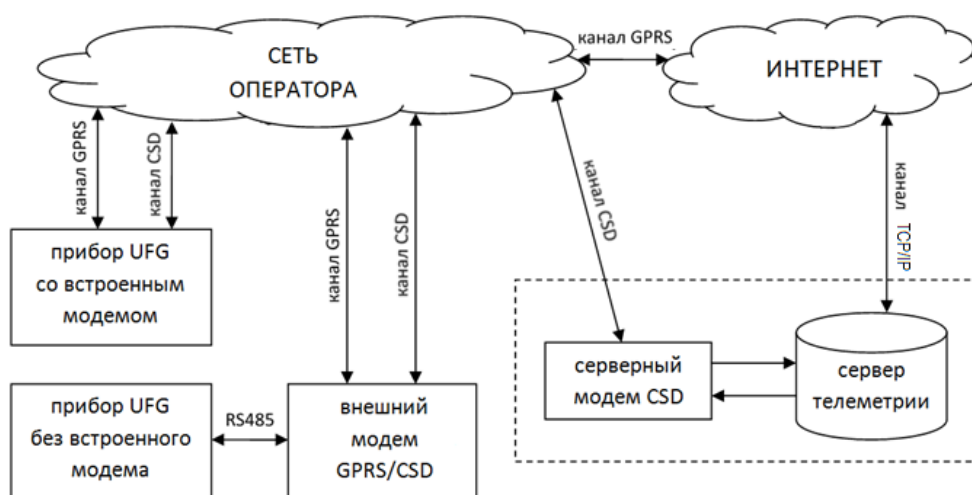 СЕТЬ
ОПЕРАТОРА
канал GPRS
ИНТЕРНЕТ
канал GPRS
канал CSD
канал GPRS
канал CSD
канал CSD
канал TCP/IP
прибор UFG
со встроенным
модемом
прибор UFG
без встроенного
модема
RS485
внешний
модем
GPRS/CSD
серверный
модем CSD
сервер
телеметрии